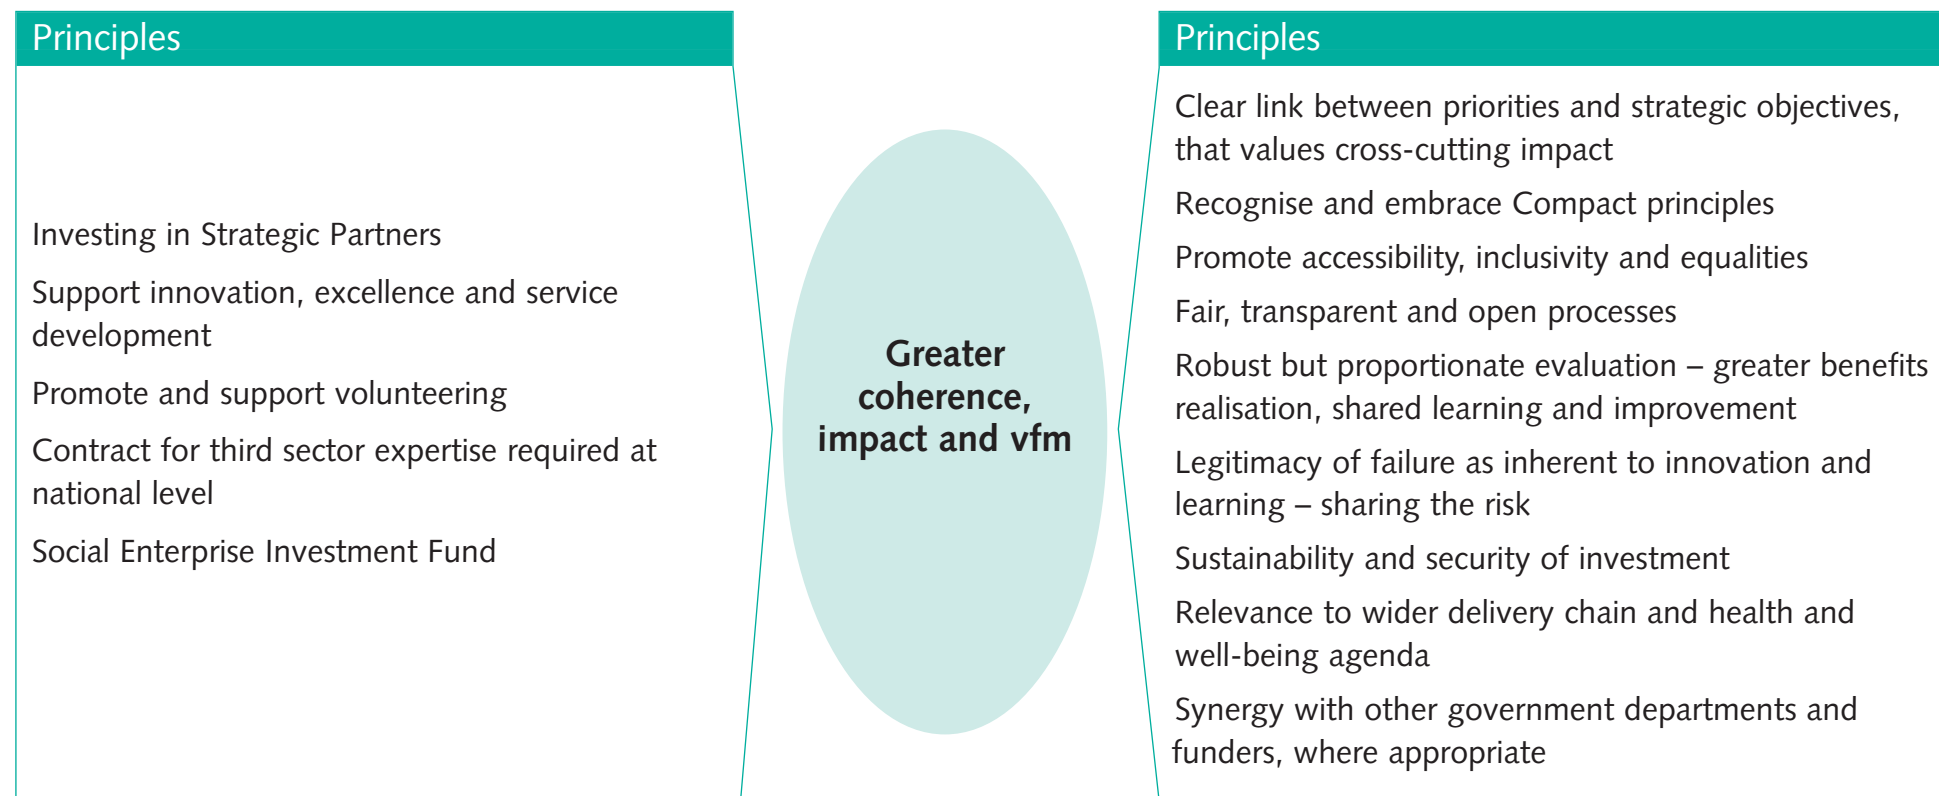 Principles
Investing in Strategic Partners
Support innovation, excellence and service
development
Promote and support volunteering
Contract for third sector expertise required at
national level
Social Enterprise Investment Fund
Greater
coherence,
impact and vfm
Principles
Clear link between priorities and strategic objectives,
that values cross-cutting impact
Recognise and embrace Compact principles
Promote accessibility, inclusivity and equalities
Fair, transparent and open processes
Robust but proportionate evaluation – greater benefits
realisation, shared learning and improvement
Legitimacy of failure as inherent to innovation and
learning – sharing the risk
Sustainability and security of investment
Relevance to wider delivery chain and health and
well-being agenda
Synergy with other government departments and
funders, where appropriate